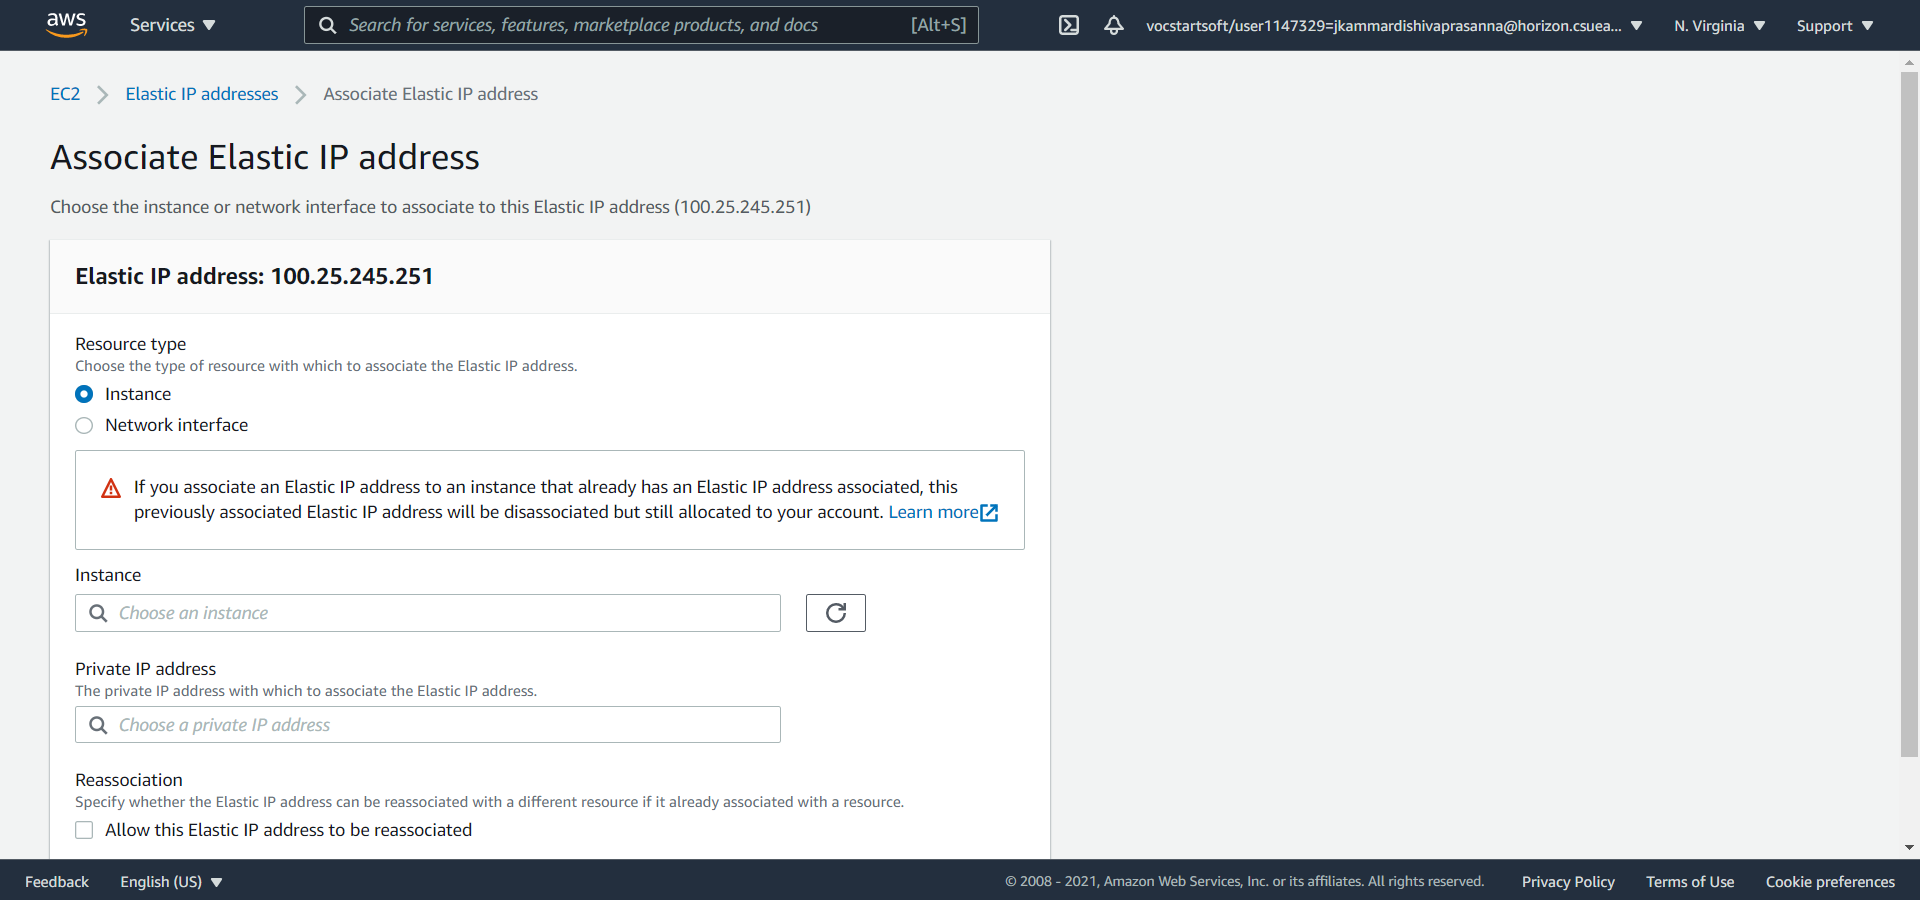 aws
Services
Search for services, features, marketplace products, and docs [Alt+S]
vocstartsoft/user1147329=jkammardishivaprasanna@horizon.csuea...
N. Virginia
Support
EC2
Elastic IP addresses
Associate Elastic IP address
Associate Elastic IP address
Choose the instance or network interface to associate to this Elastic IP address (100.25.245.251)
Elastic IP address: 100.25.245.251
Resource type
Choose the type of resource with which to associate the Elastic IP address.
Instance
Network interface
If you associate an Elastic IP address to an instance that already has an Elastic IP address associated, this
previously associated Elastic IP address will be disassociated but still allocated to your account. Learn more
Instance
Choose an instance
Private IP address
The private IP address with which to associate the Elastic IP address.
Choose a private IP address
Reassociation
Specify whether the Elastic IP address can be reassociated with a different resource if it already associated with a resource.
Allow this Elastic IP address to be reassociated
Feedback
English (US)
© 2008 - 2021, Amazon Web Services, Inc. or its affiliates. All rights reserved.
Privacy Policy
Terms of Use
Cookie preferences